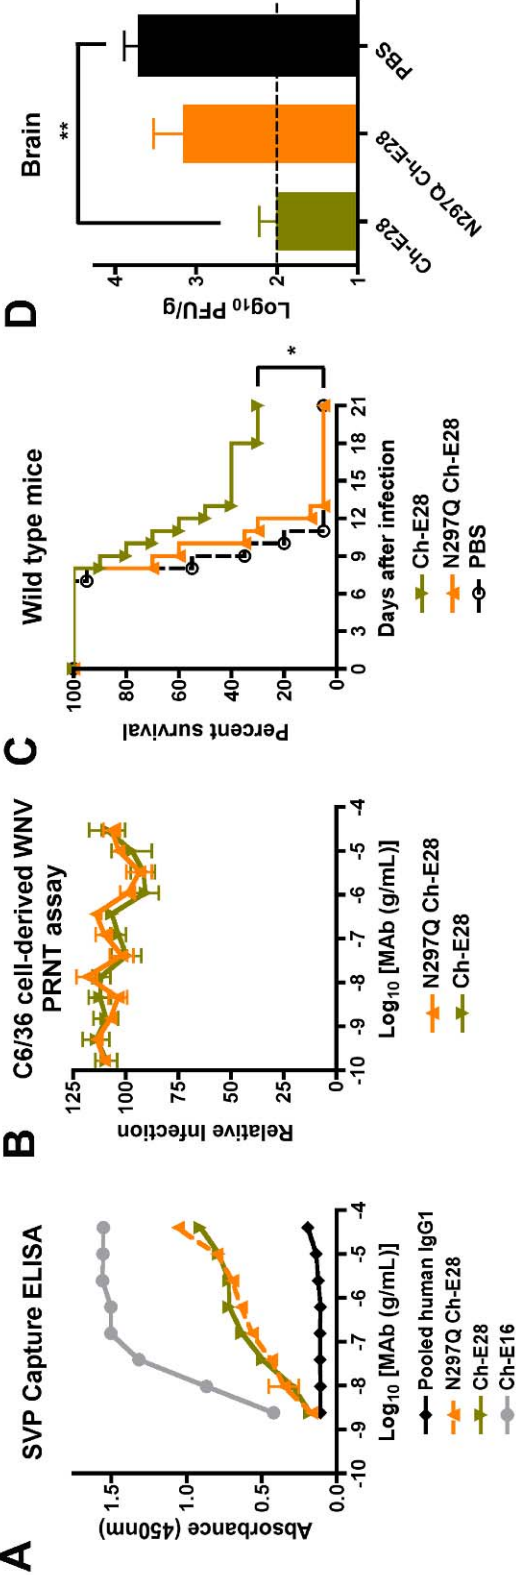 A
SVP Capture ELISA
Absorbance (450nm)
1.5
1.0
0.5
0.0
-10 -9 -8 -7 -6 -5 -4
Log10 [MAb (g/mL)]
Pooled human IgG1
N297Q Ch-E28
Ch-E28
Ch-E16
B
C6/36 cell-derived WNV
PRNT assay
Relative Infection
125
100
75
50
25
0
-10 -9 -8 -7 -6 -5 -4
Log10 [MAb (g/mL)]
N297Q Ch-E28
Ch-E28
C
Wild type mice
Percent survival
100
80
60
40
20
0
0 3 6 9 12 15 18 21
*
Days after infection
Ch-E28
N297Q Ch-E28
PBS
D
Brain
**
Log10 PFU/g
4
3
2
1
Ch-E28
N297Q Ch-E28
PBS